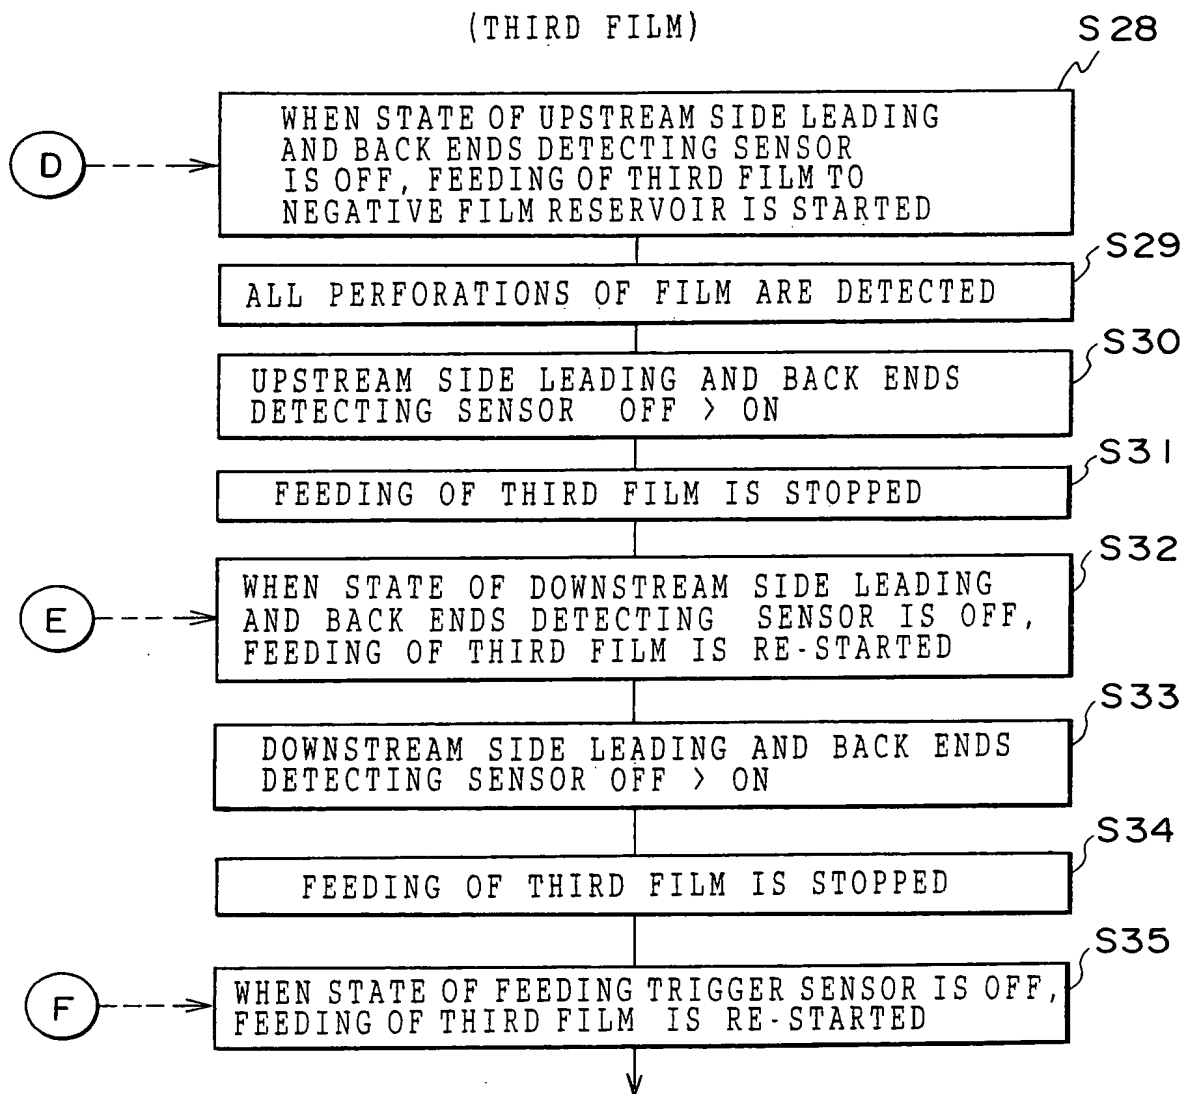 (THIRD FILM)
S28
D
WHEN STATE OF UPSTREAM SIDE LEADING
AND BACK ENDS DETECTING SENSOR
IS OFF, FEEDING OF THIRD FILM TO
NEGATIVE FILM RESERVOIR IS STARTED
S29
ALL PERFORATIONS OF FILM ARE DETECTED
S30
UPSTREAM SIDE LEADING AND BACK ENDS
DETECTING SENSOR OFF > ON
S31
FEEDING OF THIRD FILM IS STOPPED
S32
E
WHEN STATE OF DOWNSTREAM SIDE LEADING
AND BACK ENDS DETECTING SENSOR IS OFF,
FEEDING OF THIRD FILM IS RE-STARTED
S33
DOWNSTREAM SIDE LEADING AND BACK ENDS
DETECTING SENSOR OFF > ON
S34
FEEDING OF THIRD FILM IS STOPPED
S35
F
WHEN STATE OF FEEDING TRIGGER SENSOR IS OFF,
FEEDING OF THIRD FILM IS RE-STARTED